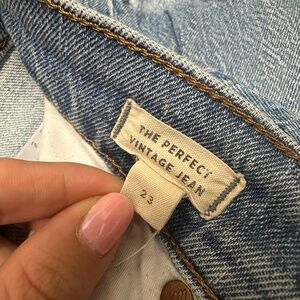 THE PERFECT
VINTAGE JEAN
23